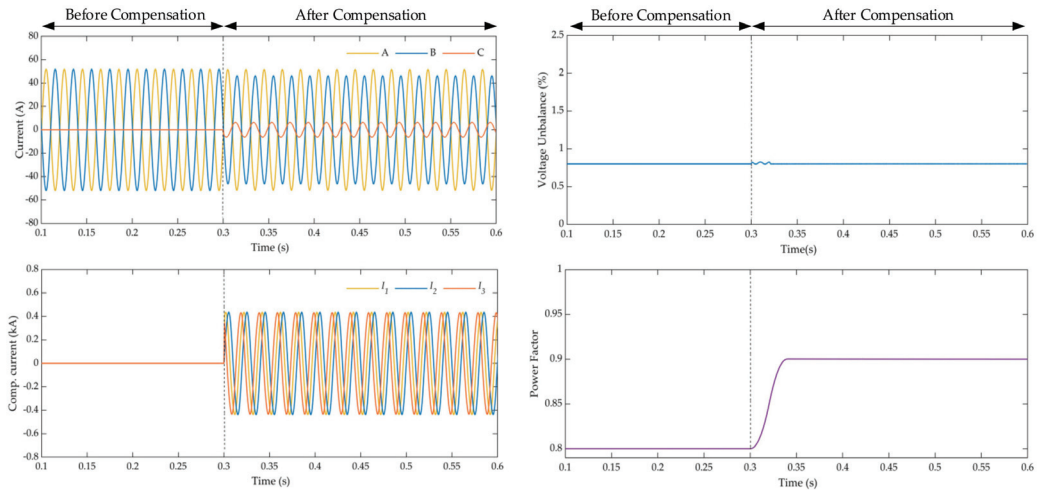 Before Compensation After Compensation
80
60
40
20
0
-20
-40
-60
-80
Current (A)
A B C
0.1 0.15 0.2 0.25 0.3 0.35 0.4 0.45 0.5 0.55 0.6
Time (s)
Before Compensation After Compensation
2.5
2
1.5
1
0.5
0
Voltage Unbalance (%)
0.1 0.15 0.2 0.25 0.3 0.35 0.4 0.45 0.5 0.55 0.6
Time(s)
0.8
0.6
0.4
0.2
0
-0.2
-0.4
-0.6
-0.8
Comp. current (kA)
I1 I2 I3
0.1 0.15 0.2 0.25 0.3 0.35 0.4 0.45 0.5 0.55 0.6
Time (s)
1
0.95
0.9
0.85
0.8
Power Factor
0.1 0.15 0.2 0.25 0.3 0.35 0.4 0.45 0.5 0.55 0.6
Time (s)